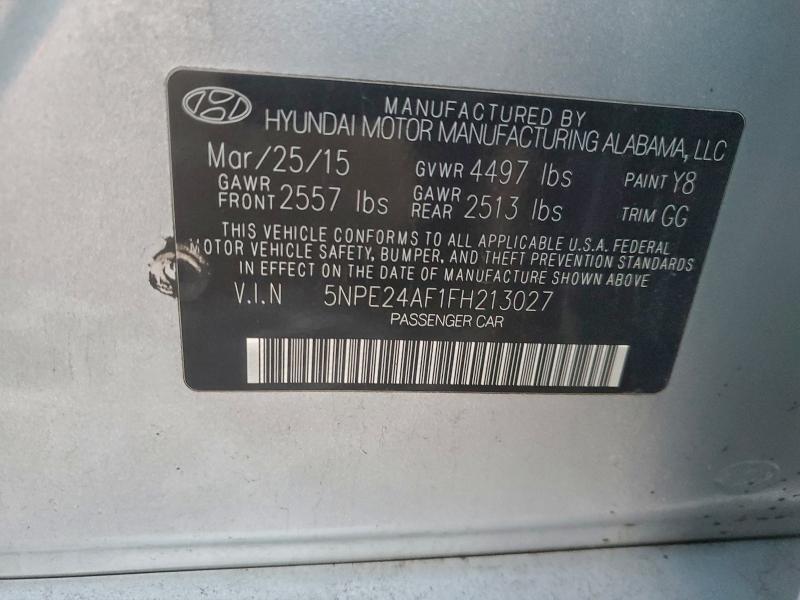 MANUFACTURED BY
HYUNDAI MOTOR MANUFACTURING ALABAMA, LLC
Mar/25/15 GVWR 4497 lbs PAINT Y8
GAWR FRONT 2557 lbs GAWR REAR 2513 lbs TRIM GG
THIS VEHICLE CONFORMS TO ALL APPLICABLE U.S.A. FEDERAL
MOTOR VEHICLE SAFETY, BUMPER, AND THEFT PREVENTION STANDARDS
IN EFFECT ON THE DATE OF MANUFACTURE SHOWN ABOVE
V.I.N 5NPE24AF1FH213027
PASSENGER CAR